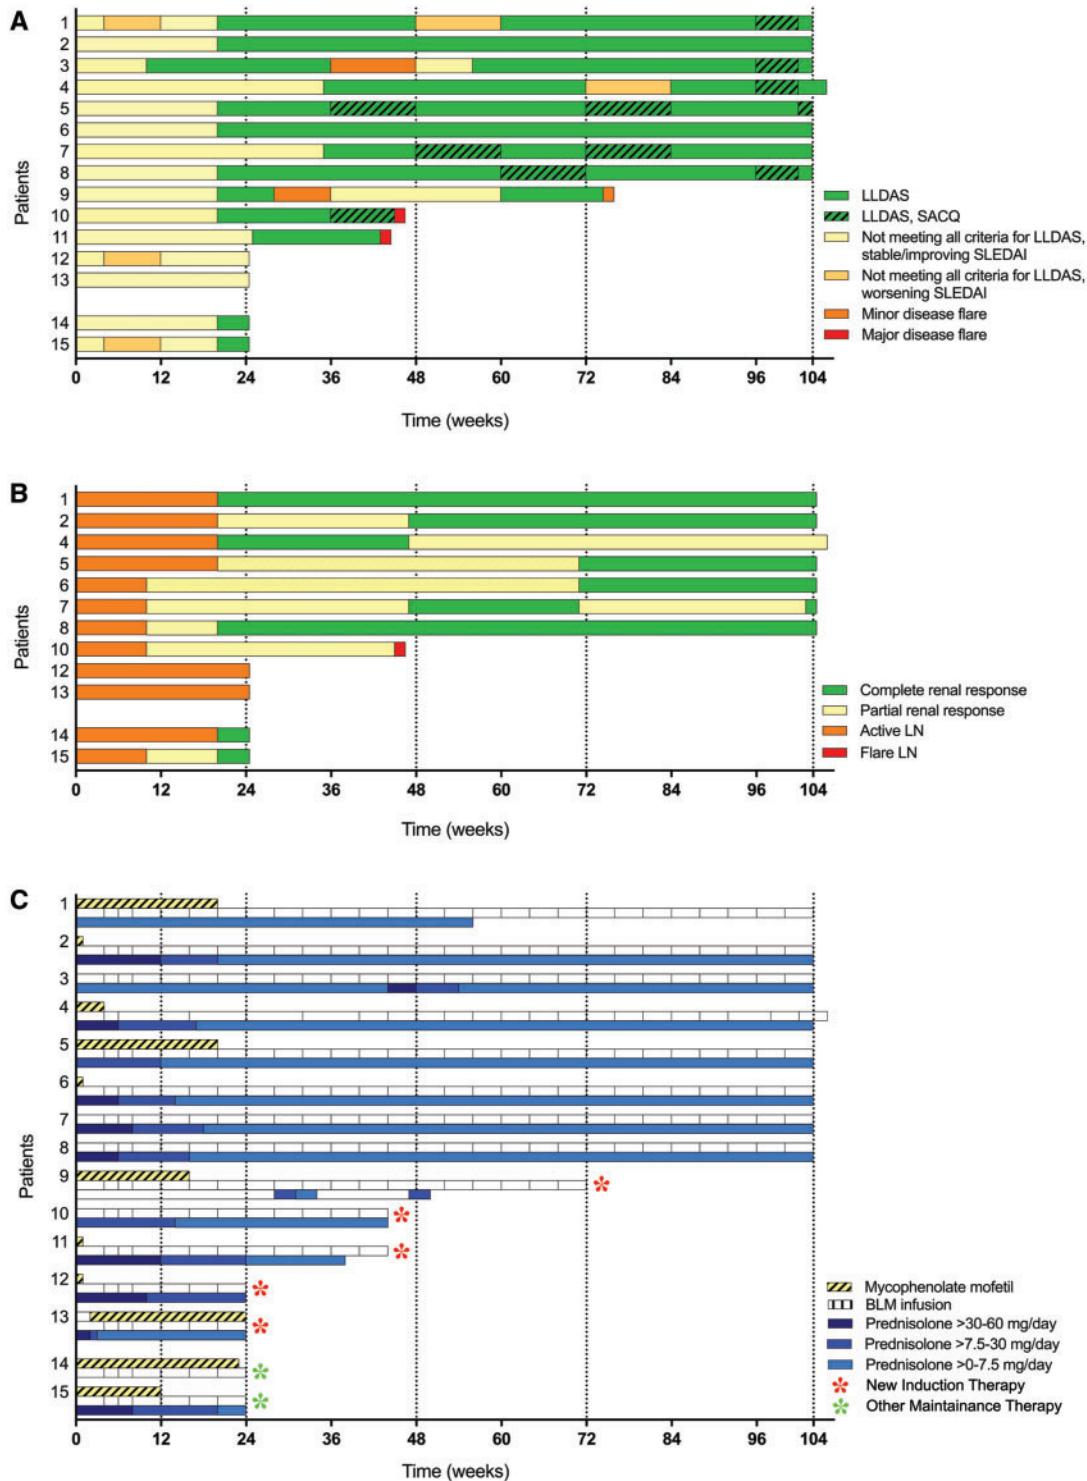 A
Patients
1
2
3
4
5
6
7
8
9
10
11
12
13
14
15
LLDAS
LLDAS, SACQ
Not meeting all criteria for LLDAS,
stable/improving SLEDAI
Not meeting all criteria for LLDAS,
worsening SLEDAI
Minor disease flare
Major disease flare
0 12 24 36 48 60 72 84 96 104
Time (weeks)
B
Patients
1
2
4
5
6
7
8
10
12
13
14
15
Complete renal response
Partial renal response
Active LN
Flare LN
0 12 24 36 48 60 72 84 96 104
Time (weeks)
C
Patients
1
2
3
4
5
6
7
8
9
10
11
12
13
14
15
Mycophenolate mofetil
BLM infusion
Prednisolone >30-60 mg/day
Prednisolone >7.5-30 mg/day
Prednisolone >0-7.5 mg/day
New Induction Therapy
Other Maintainance Therapy
0 12 24 36 48 60 72 84 96 104
Time (weeks)